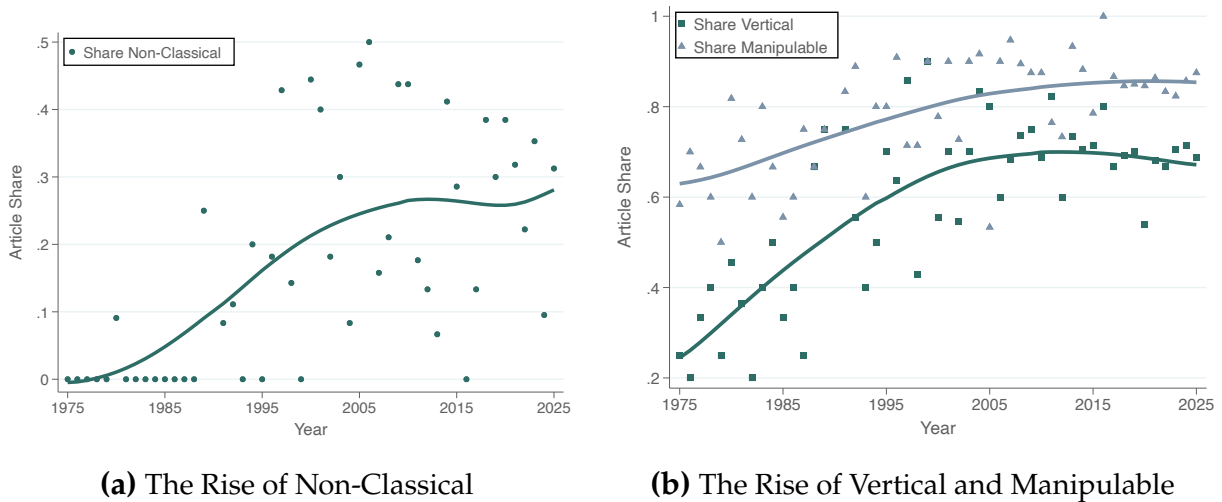 Share Non-Classical
.5
.4
.3
.2
.1
0
Article Share
1975
1985
1995
2005
2015
2025
Year
(a) The Rise of Non-Classical
Share Vertical
Share Manipulable
1
.8
.6
.4
.2
Article Share
1975
1985
1995
2005
2015
2025
Year
(b) The Rise of Vertical and Manipulable